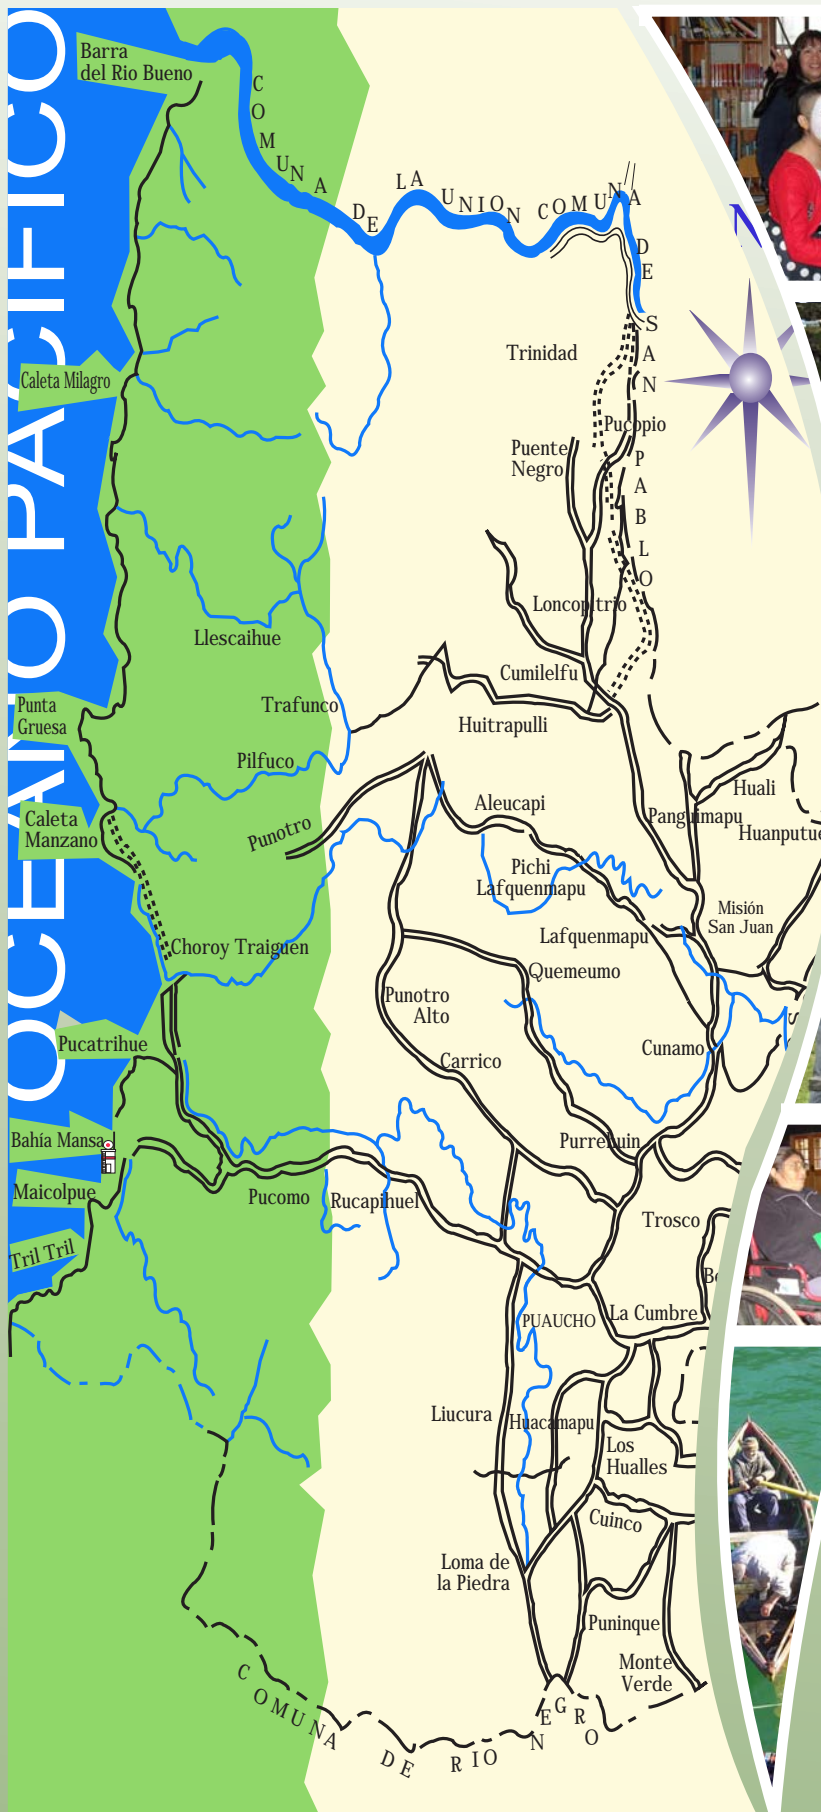 OCEANO PACIFICO
Barra
del Rio Bueno
COMUNA DE LA UNION
COMUNA DE SAN PABLO
N
Trinidad
Caleta Milagro
Pucopio
Puente
Negro
Loncopitrio
Llescaihue
Cumilelfu
Punta
Gruesa
Trafunco
Huitrapulli
Pilfuco
Huali
Aleucapi
Caleta
Manzano
Panguimapu
Punotro
Huanputue
Pichi
Lafquenmapu
Misión
San Juan
Lafquenmapu
Choroy Traiguen
Quemeumo
Punotro
Alto
S
Pucatrihue
Cunamo
Carrico
Bahía Mansa
Purrehuin
Maicolpue
Pucomo
Rucapihuel
Trosco
Tril Tril
Be
La Cumbre
PUAUCHO
Liucura
Huacamapu
Los
Hualles
Cuinco
Loma de
la Piedra
Puninque
Monte
Verde
COMUNA DE RIO NEGRO